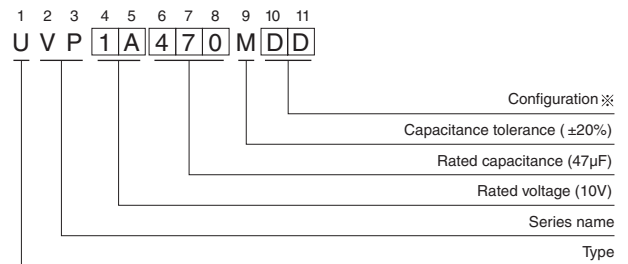 1 2 3 4 5 6 7 8 9 10 11
U V P 1 A 4 7 0 M D D
Configuration※
Capacitance tolerance ( ±20%)
Rated capacitance (47µF)
Rated voltage (10V)
Series name
Type